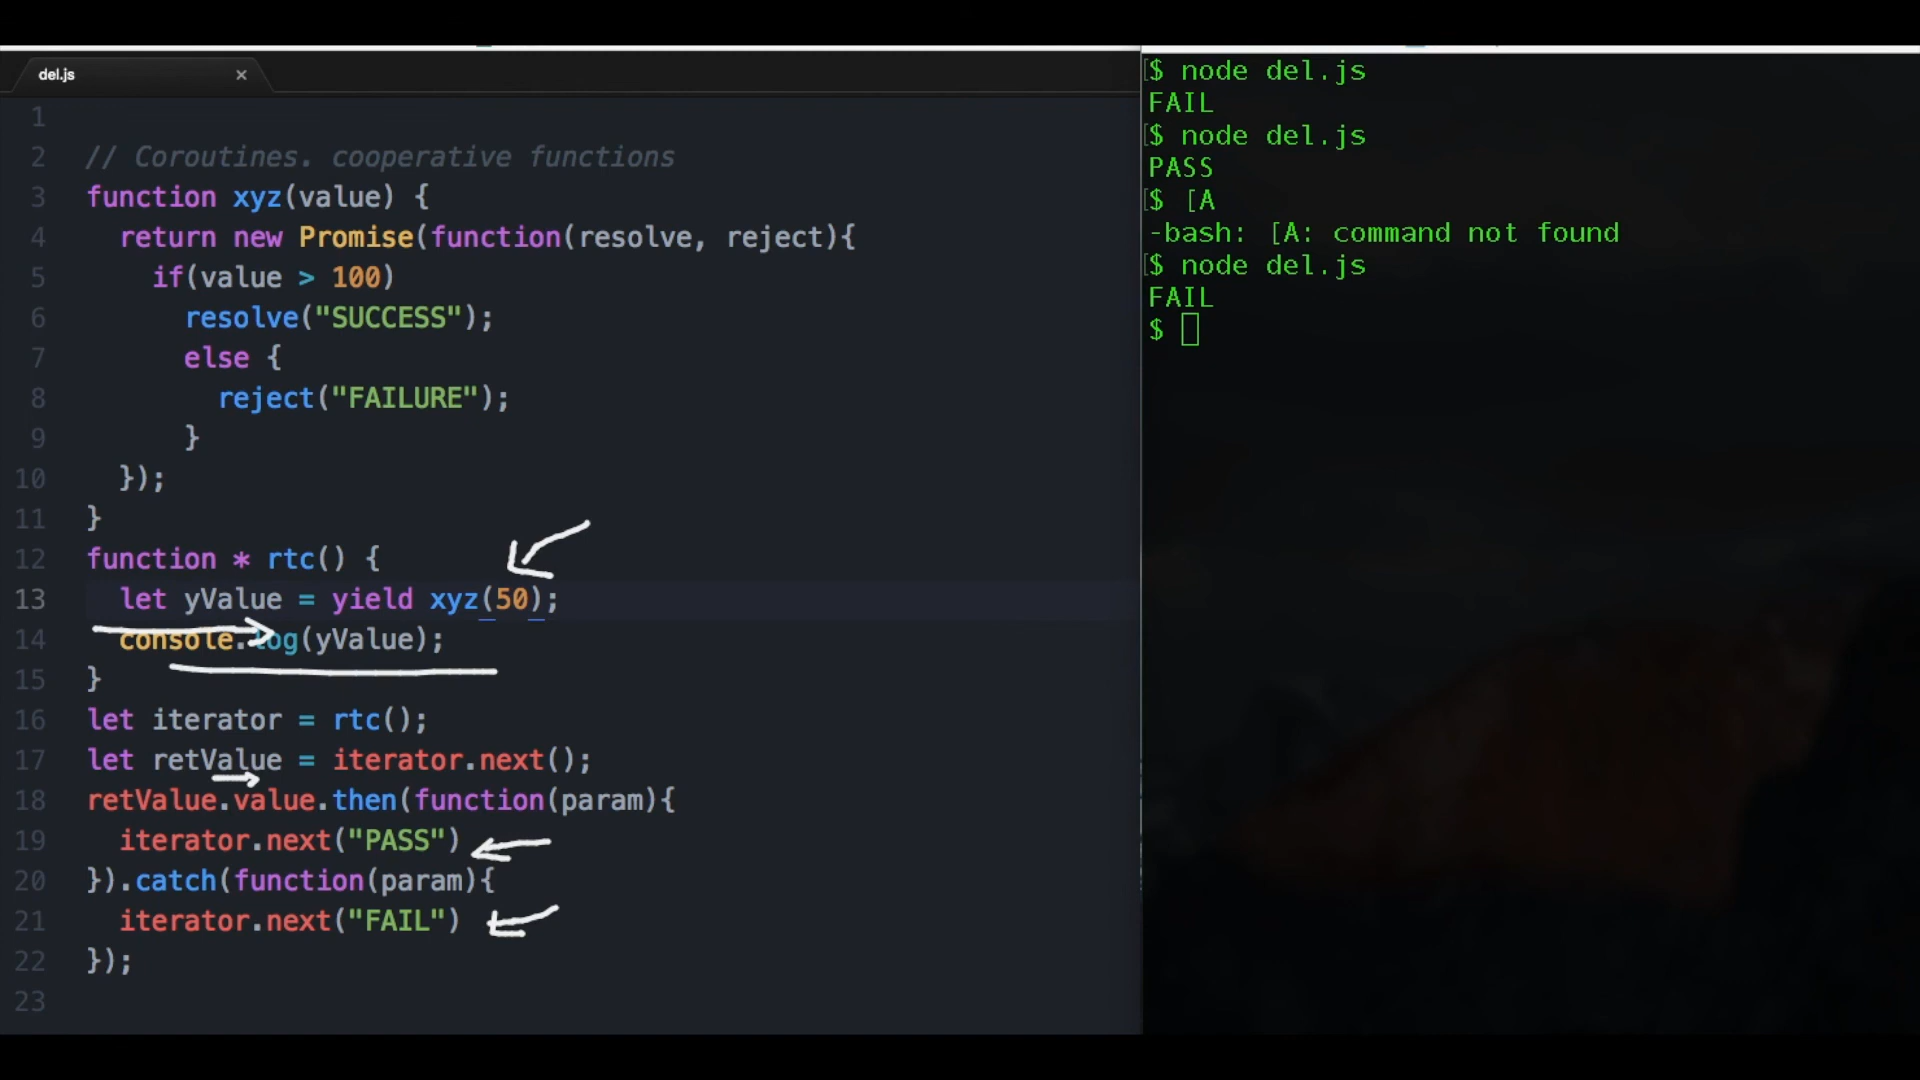 del.js ×
1
2 // Coroutines. cooperative functions
3 function xyz(value) {
4 return new Promise(function(resolve, reject){
5 if(value > 100)
6 resolve("SUCCESS");
7 else {
8 reject("FAILURE");
9 }
10 });
11 }
12 function * rtc() {
13 let yValue = yield xyz(50);
14 console.log(yValue);
15 }
16 let iterator = rtc();
17 let retValue = iterator.next();
18 retValue.value.then(function(param){
19 iterator.next("PASS")
20 }).catch(function(param){
21 iterator.next("FAIL")
22 });
23
[$ node del.js
FAIL
[$ node del.js
PASS
[$ [A
-bash: [A: command not found
[$ node del.js
FAIL
$